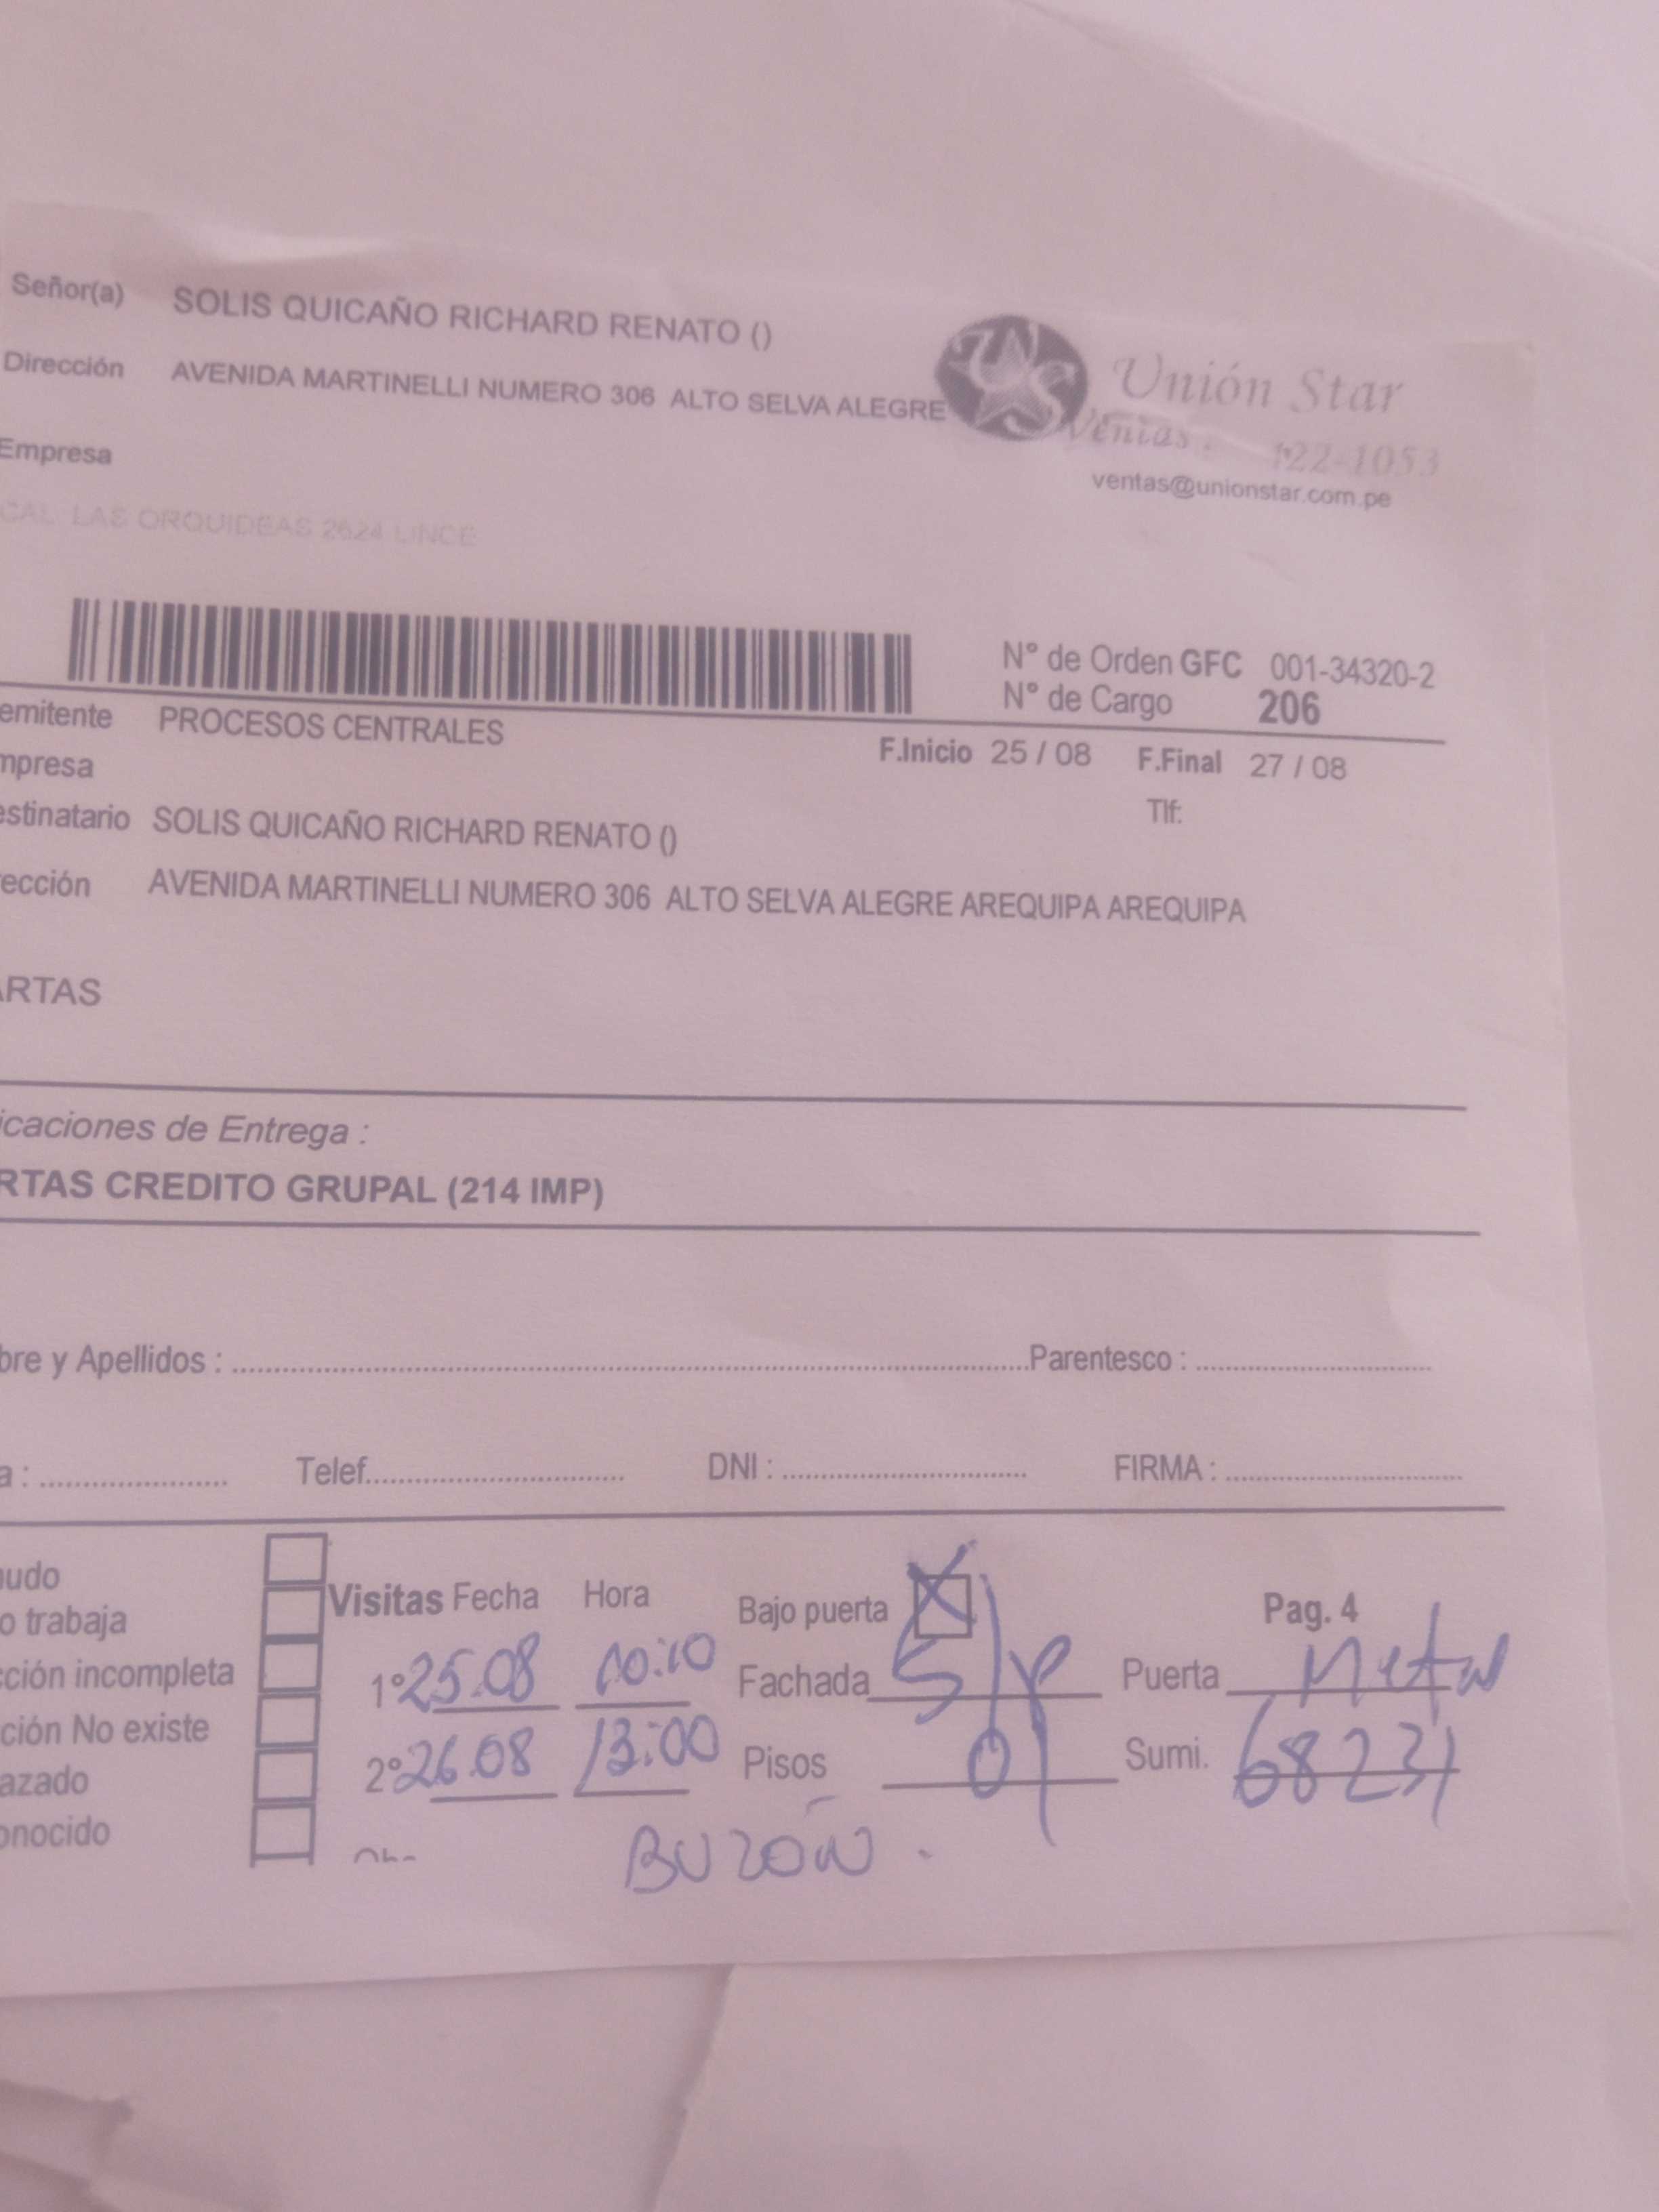 Señor(a) SOLIS QUICAÑO RICHARD RENATO ()
Dirección AVENIDA MARTINELLI NUMERO 306 ALTO SELVA ALEGRE
Unión Star
Ventas : 422-1053
Empresa
ventas@unionstar.com.pe
CAL. LAS ORQUIDEAS 2624 LINCE
N° de Orden GFC 001-34320-2
N° de Cargo 206
emitente PROCESOS CENTRALES
F.Inicio 25 / 08 F.Final 27 / 08
mpresa
Tlf:
estinatario SOLIS QUICAÑO RICHARD RENATO ()
ección AVENIDA MARTINELLI NUMERO 306 ALTO SELVA ALEGRE AREQUIPA AREQUIPA
ARTAS
icaciones de Entrega :
RTAS CREDITO GRUPAL (214 IMP)
bre y Apellidos : Parentesco :
a : Telef. DNI : FIRMA :
udo
o trabaja
cción incompleta
ción No existe
azado
onocido
Visitas Fecha Hora
1° 25.08 10:10
2° 26.08 13:00
Bajo puerta X
Fachada
Pisos 01
Pag. 4
Puerta Metal
Sumi. 68231
BUZÓN.